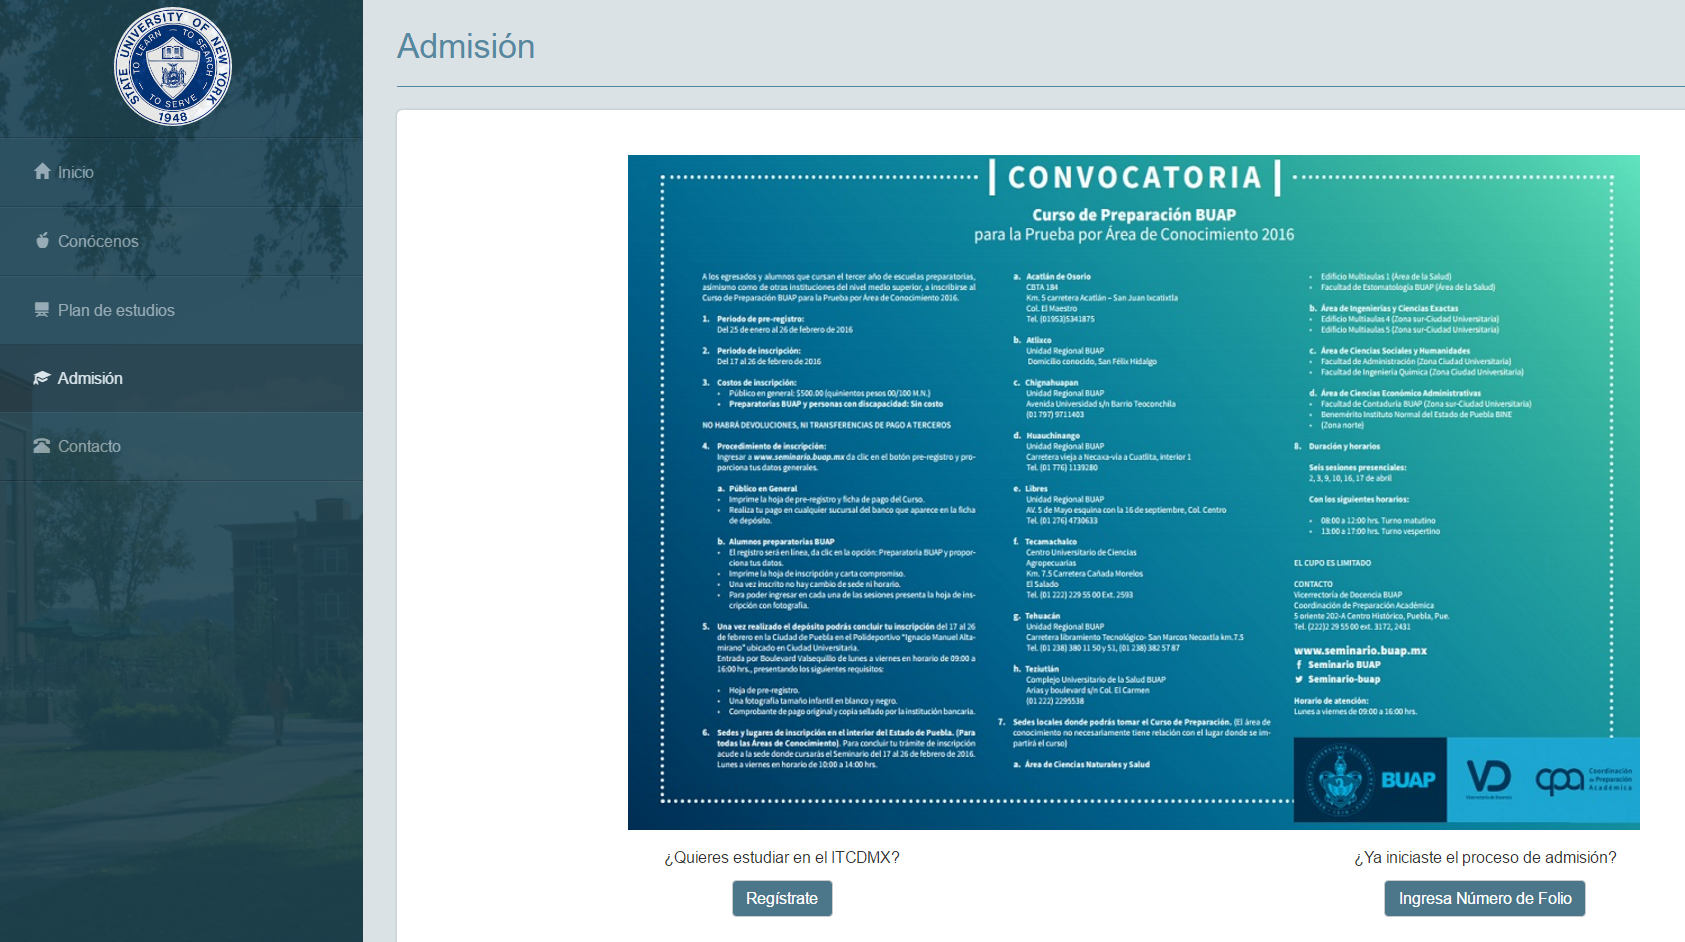 STATE UNIVERSITY OF NEW YORK
TO LEARN — TO SEARCH — TO SERVE
1948
Inicio
Conócenos
Plan de estudios
Admisión
Contacto
Admisión
CONVOCATORIA
Curso de Preparación BUAP
para la Prueba por Área de Conocimiento 2016
A los egresados y alumnos que cursan el tercer año de escuelas preparatorias,
asimismo como de otras instituciones del nivel medio superior, a inscribirse al
Curso de Preparación BUAP para la Prueba por Área de Conocimiento 2016.
1. Periodo de pre-registro:
Del 25 de enero al 26 de febrero de 2016
2. Periodo de inscripción:
Del 17 al 26 de febrero de 2016
3. Costos de inscripción:
• Público en general: $500.00 (quinientos pesos 00/100 M.N.)
• Preparatorias BUAP y personas con discapacidad: Sin costo
NO HABRÁ DEVOLUCIONES, NI TRANSFERENCIAS DE PAGO A TERCEROS
4. Procedimiento de inscripción:
Ingresar a www.seminario.buap.mx da clic en el botón pre-registro y pro-
porciona tus datos generales.
a. Público en General
• Imprime la hoja de pre-registro y ficha de pago del Curso.
• Realiza tu pago en cualquier sucursal del banco que aparece en la ficha
de depósito.
b. Alumnos preparatorias BUAP
• El registro será en línea, da clic en la opción: Preparatoria BUAP y propor-
ciona tus datos.
• Imprime la hoja de inscripción y carta compromiso.
• Una vez inscrito no hay cambio de sede ni horario.
• Para poder ingresar en cada una de las sesiones presenta la hoja de ins-
cripción con fotografía.
5. Una vez realizado el depósito podrás concluir tu inscripción del 17 al 26
de febrero en la Ciudad de Puebla en el Polideportivo "Ignacio Manuel Alta-
mirano" ubicado en Ciudad Universitaria.
Entrada por Boulevard Valsequillo de lunes a viernes en horario de 09:00 a
16:00 hrs., presentando los siguientes requisitos:
• Hoja de pre-registro.
• Una fotografía tamaño infantil en blanco y negro.
• Comprobante de pago original y copia sellado por la institución bancaria.
6. Sedes y lugares de inscripción en el interior del Estado de Puebla. (Para
todas las Áreas de Conocimiento). Para concluir tu trámite de inscripción
acude a la sede donde cursarás el Seminario del 17 al 26 de febrero de 2016.
Lunes a viernes en horario de 10:00 a 14:00 hrs.
a. Acatlán de Osorio
CBTA 184
Km. 5 carretera Acatlán – San Juan Ixcatixtla
Col. El Maestro
Tel. (01953)5341875
b. Atlixco
Unidad Regional BUAP
Domicilio conocido, San Félix Hidalgo
c. Chignahuapan
Unidad Regional BUAP
Avenida Universidad s/n Barrio Teoconchila
(01 797) 9711403
d. Huauchinango
Unidad Regional BUAP
Carretera vieja a Necaxa-vía a Cuatlita, interior 1
Tel. (01 776) 1139280
e. Libres
Unidad Regional BUAP
AV. 5 de Mayo esquina con la 16 de septiembre, Col. Centro
Tel. (01 276) 4730633
f. Tecamachalco
Centro Universitario de Ciencias
Agropecuarias
Km. 7.5 Carretera Cañada Morelos
El Salado
Tel. (01 222) 229 55 00 Ext. 2593
g. Tehuacán
Unidad Regional BUAP
Carretera libramiento Tecnológico- San Marcos Necoxtla km.7.5
Tel. (01 238) 380 11 50 y 51, (01 238) 382 57 87
h. Teziutlán
Complejo Universitario de la Salud BUAP
Arias y boulevard s/n Col. El Carmen
(01 222) 2295538
7. Sedes locales donde podrás tomar el Curso de Preparación. (El área de
conocimiento no necesariamente tiene relación con el lugar donde se im-
partirá el curso)
a. Área de Ciencias Naturales y Salud
• Edificio Multiaulas 1 (Área de la Salud)
• Facultad de Estomatología BUAP (Área de la Salud)
b. Área de Ingenierías y Ciencias Exactas
• Edificio Multiaulas 4 (Zona sur-Ciudad Universitaria)
• Edificio Multiaulas 5 (Zona sur-Ciudad Universitaria)
c. Área de Ciencias Sociales y Humanidades
• Facultad de Administración (Zona Ciudad Universitaria)
• Facultad de Ingeniería Química (Zona Ciudad Universitaria)
d. Área de Ciencias Económico Administrativas
• Facultad de Contaduría BUAP (Zona sur-Ciudad Universitaria)
• Benemérito Instituto Normal del Estado de Puebla BINE
• (Zona norte)
8. Duración y horarios
Seis sesiones presenciales:
2, 3, 9, 10, 16, 17 de abril
Con los siguientes horarios:
• 08:00 a 12:00 hrs. Turno matutino
• 13:00 a 17:00 hrs. Turno vespertino
EL CUPO ES LIMITADO
CONTACTO
Vicerrectoría de Docencia BUAP
Coordinación de Preparación Académica
5 oriente 202-A Centro Histórico, Puebla, Pue.
Tel. (222)2 29 55 00 ext. 3172, 2431
www.seminario.buap.mx
Seminario BUAP
Seminario-buap
Horario de atención:
Lunes a viernes de 09:00 a 16:00 hrs.
BUAP
VD
Vicerrectoría de Docencia
cpa
Coordinación
de Preparación
Académica
¿Quieres estudiar en el ITCDMX?
Regístrate
¿Ya iniciaste el proceso de admisión?
Ingresa Número de Folio